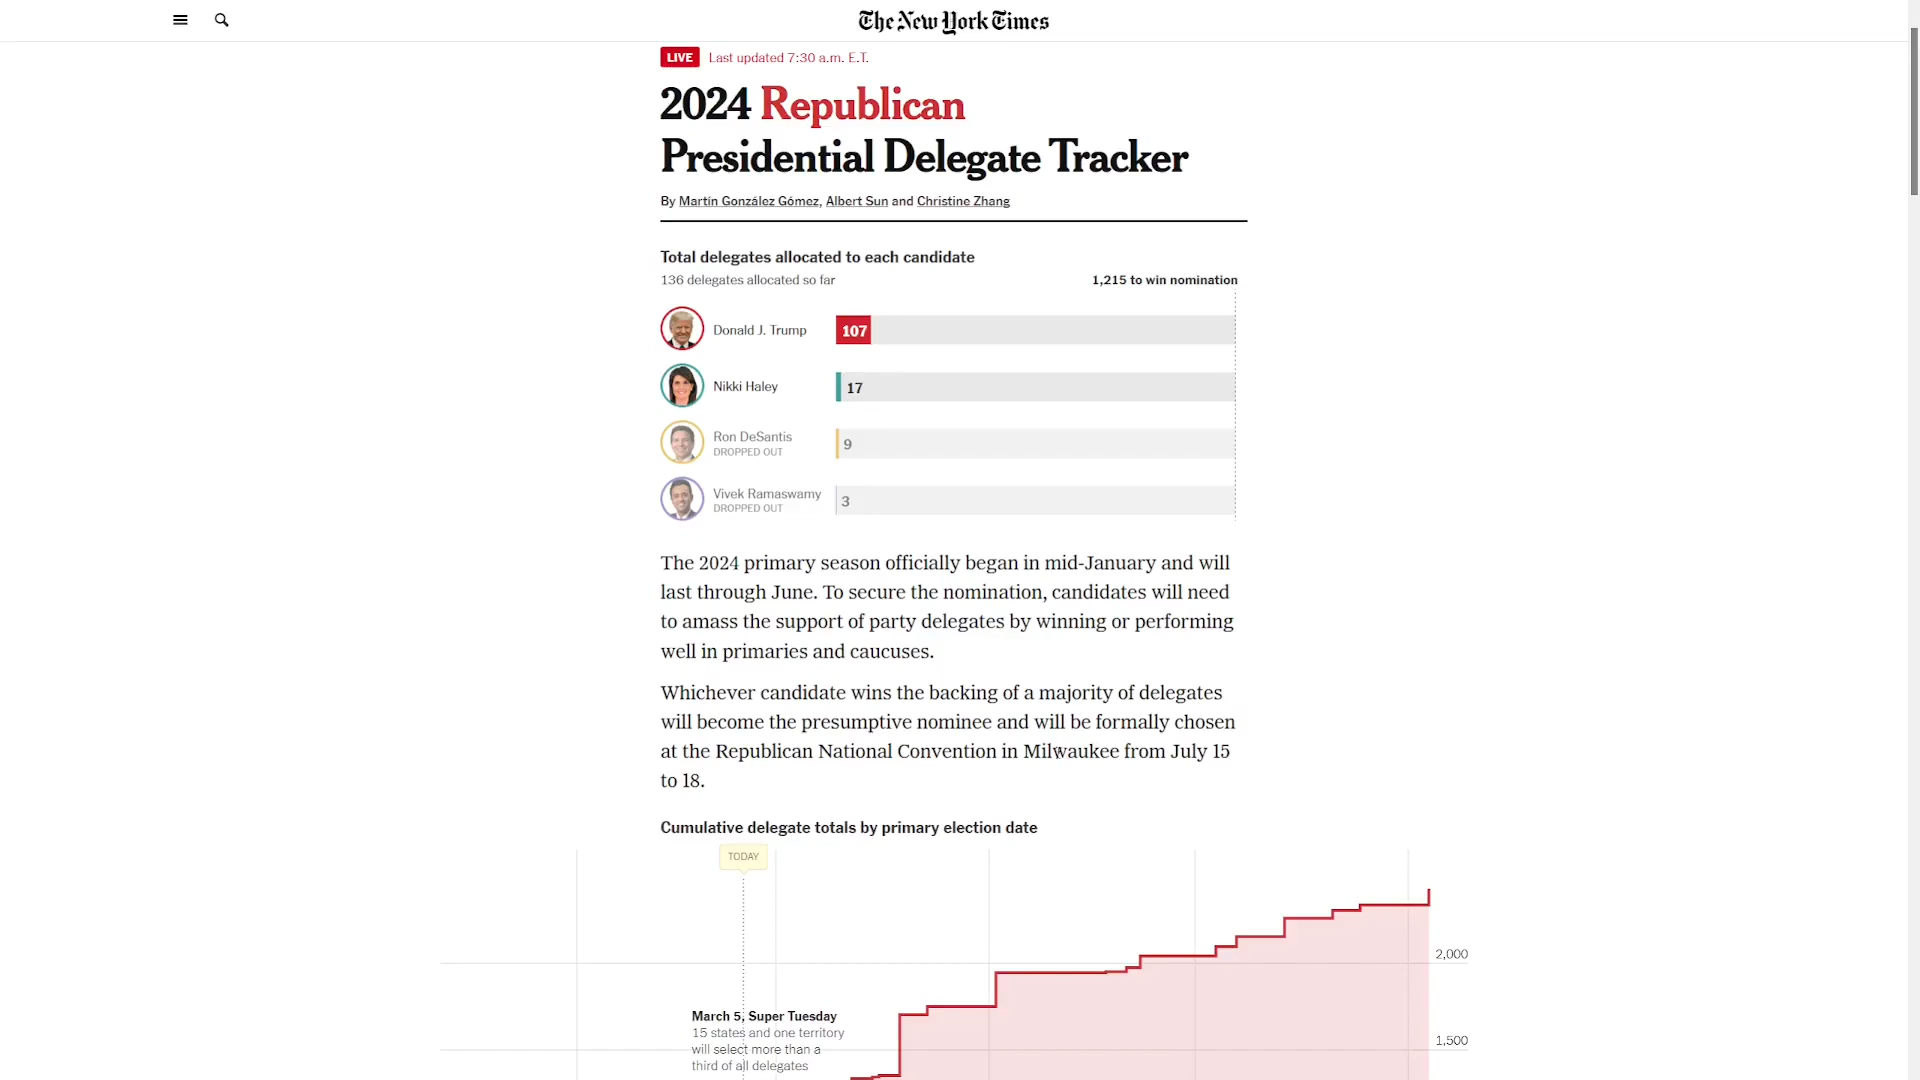 The New York Times
LIVE Last updated 7:30 a.m. E.T.
2024 Republican
Presidential Delegate Tracker
By Martín González Gómez, Albert Sun and Christine Zhang
Total delegates allocated to each candidate
136 delegates allocated so far
1,215 to win nomination
Donald J. Trump
107
Nikki Haley
17
Ron DeSantis
DROPPED OUT
9
Vivek Ramaswamy
DROPPED OUT
3
The 2024 primary season officially began in mid-January and will
last through June. To secure the nomination, candidates will need
to amass the support of party delegates by winning or performing
well in primaries and caucuses.
Whichever candidate wins the backing of a majority of delegates
will become the presumptive nominee and will be formally chosen
at the Republican National Convention in Milwaukee from July 15
to 18.
Cumulative delegate totals by primary election date
TODAY
2,000
March 5, Super Tuesday
15 states and one territory
will select more than a
third of all delegates
1,500